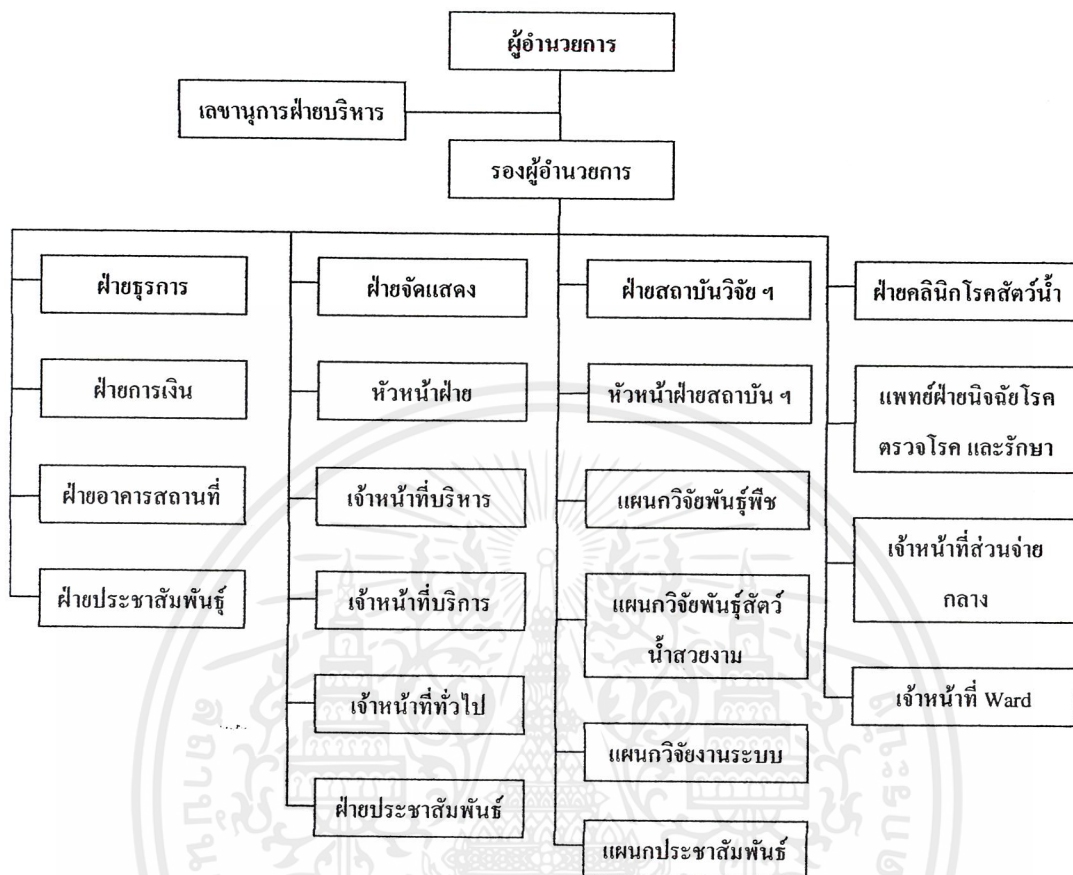 ผู้อำนวยการ
เลขานุการฝ่ายบริหาร
รองผู้อำนวยการ
ฝ่ายธุรการ
ฝ่ายการเงิน
ฝ่ายอาคารสถานที่
ฝ่ายประชาสัมพันธ์
ฝ่ายจัดแสดง
หัวหน้าฝ่าย
เจ้าหน้าที่บริหาร
เจ้าหน้าที่บริการ
เจ้าหน้าที่ทั่วไป
ฝ่ายประชาสัมพันธ์
ฝ่ายสถาบันวิจัย ฯ
หัวหน้าฝ่ายสถาบัน ฯ
แผนกวิจัยพันธุ์พืช
แผนกวิจัยพันธุ์สัตว์
น้ำสวยงาม
แผนกวิจัยงานระบบ
แผนกประชาสัมพันธ์
ฝ่ายคลินิกโรคสัตว์น้ำ
แพทย์ฝ่ายนิจฉัยโรค
ตรวจโรค และรักษา
เจ้าหน้าที่ส่วนจ่าย
กลาง
เจ้าหน้าที่ Ward